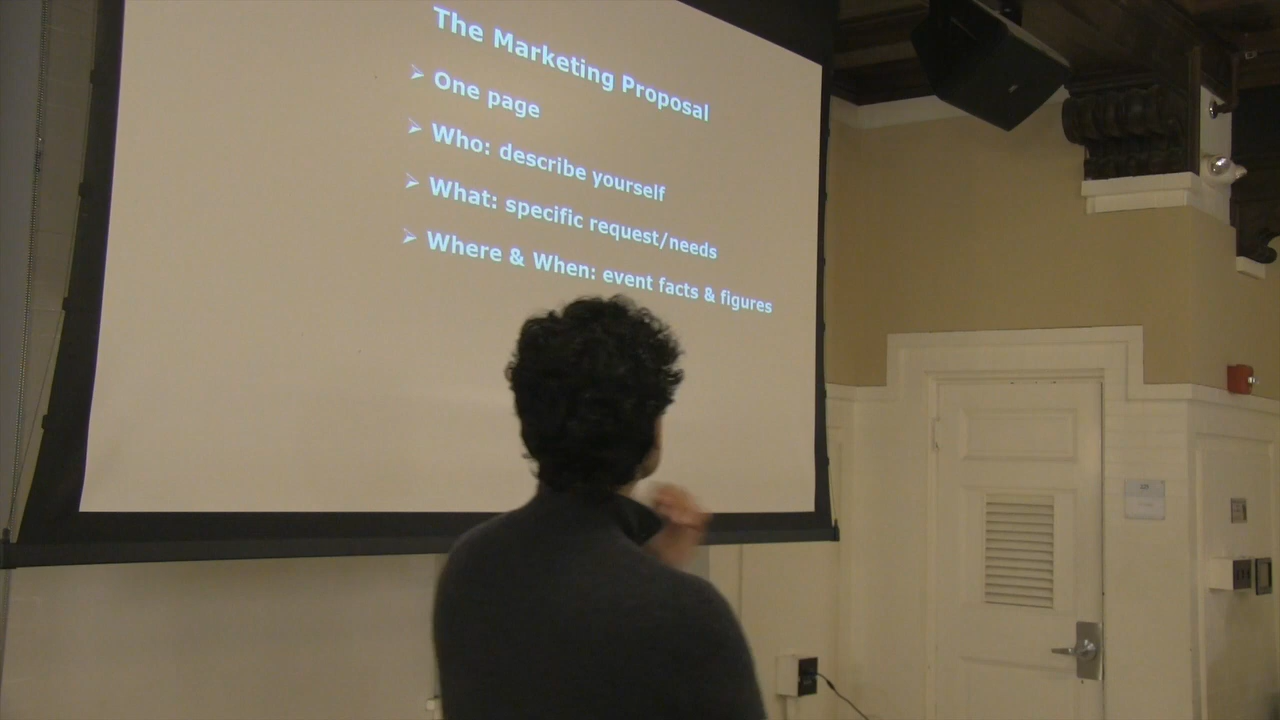 The Marketing Proposal
➢ One page
➢ Who: describe yourself
➢ What: specific request/needs
➢ Where & When: event facts & figures